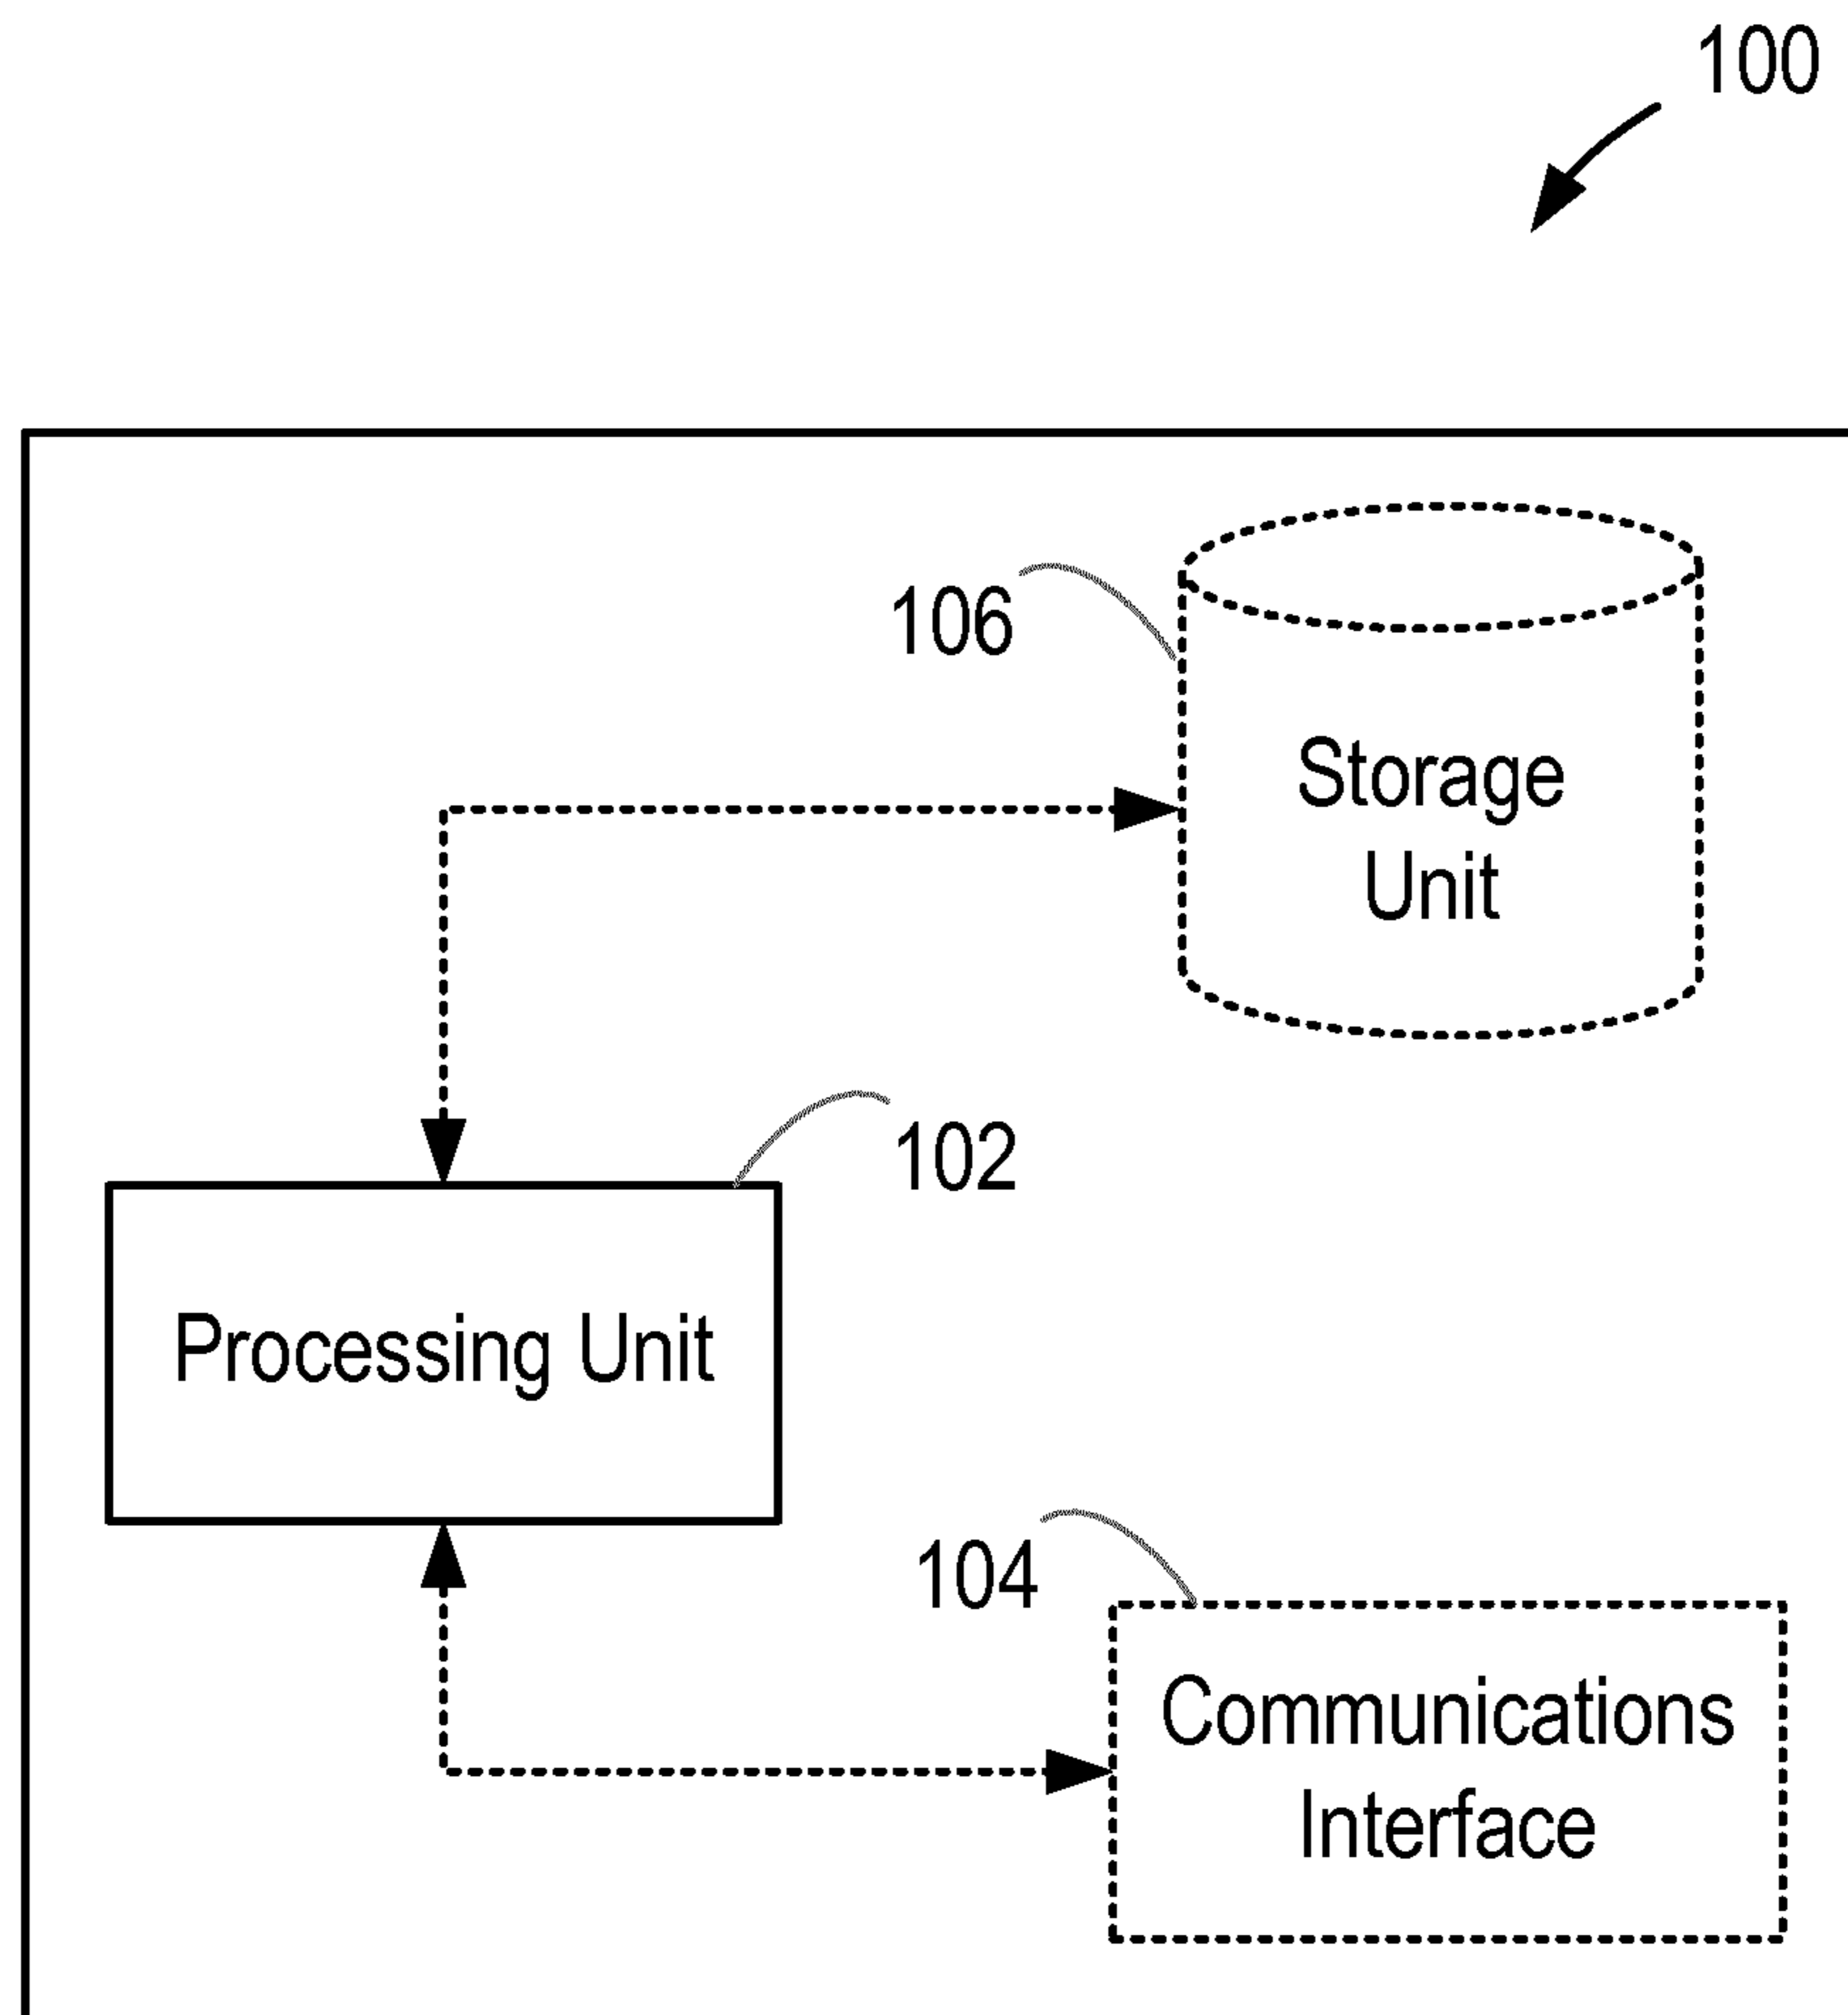 100
106
Storage
Unit
102
Processing Unit
104
Communications
Interface